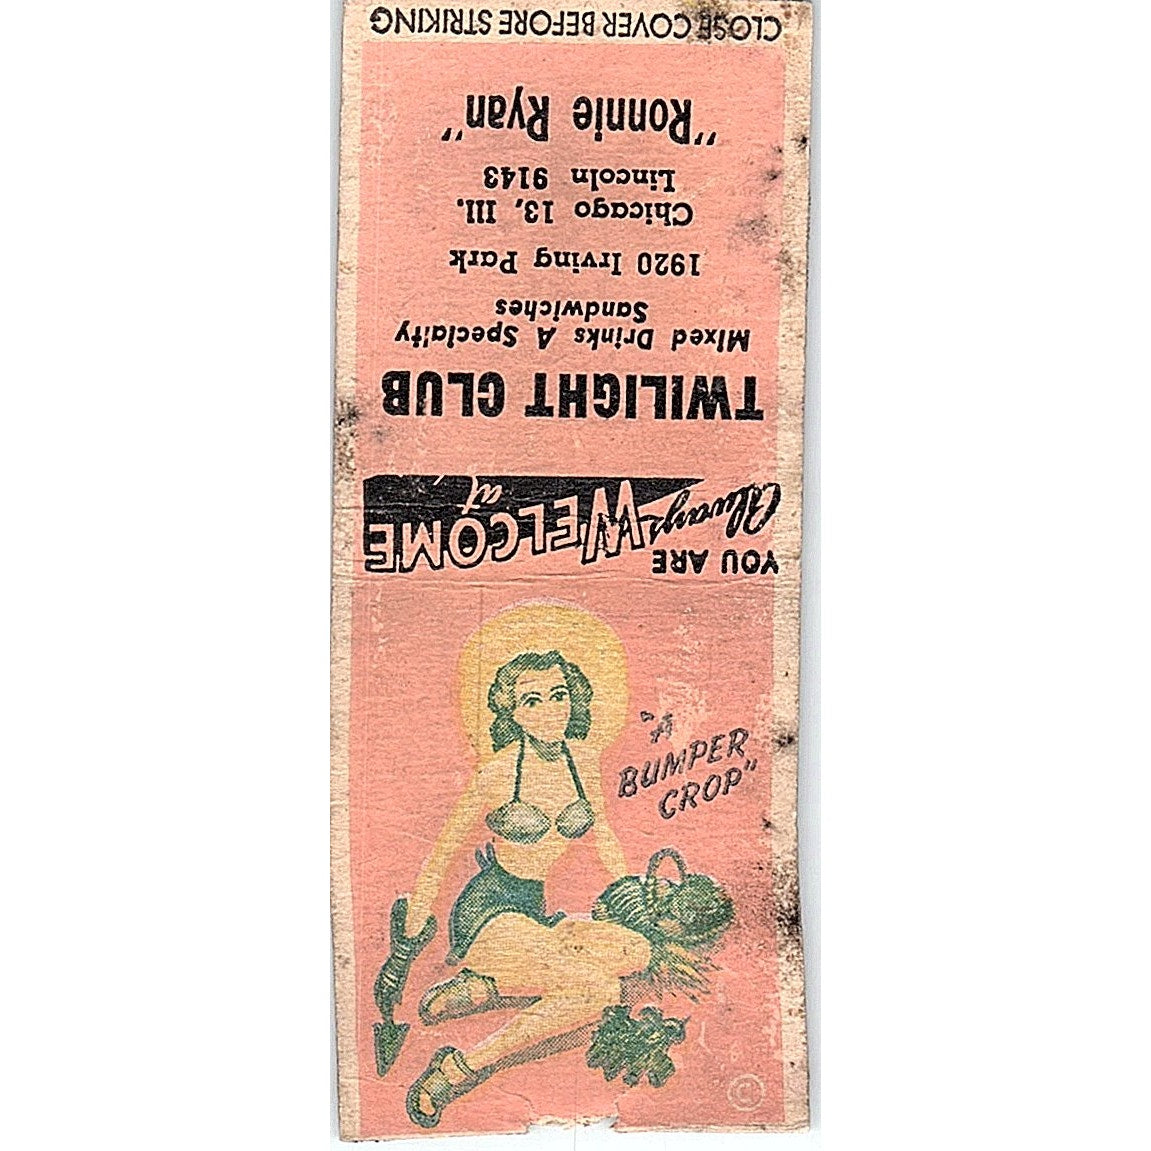 YOU ARE
Always WELCOME
at
TWILIGHT CLUB
Mixed Drinks A Specialty
Sandwiches
1920 Irving Park
Chicago 13, Ill.
Lincoln 9143
"Ronnie Ryan"
CLOSE COVER BEFORE STRIKING
"A
BUMPER
CROP"